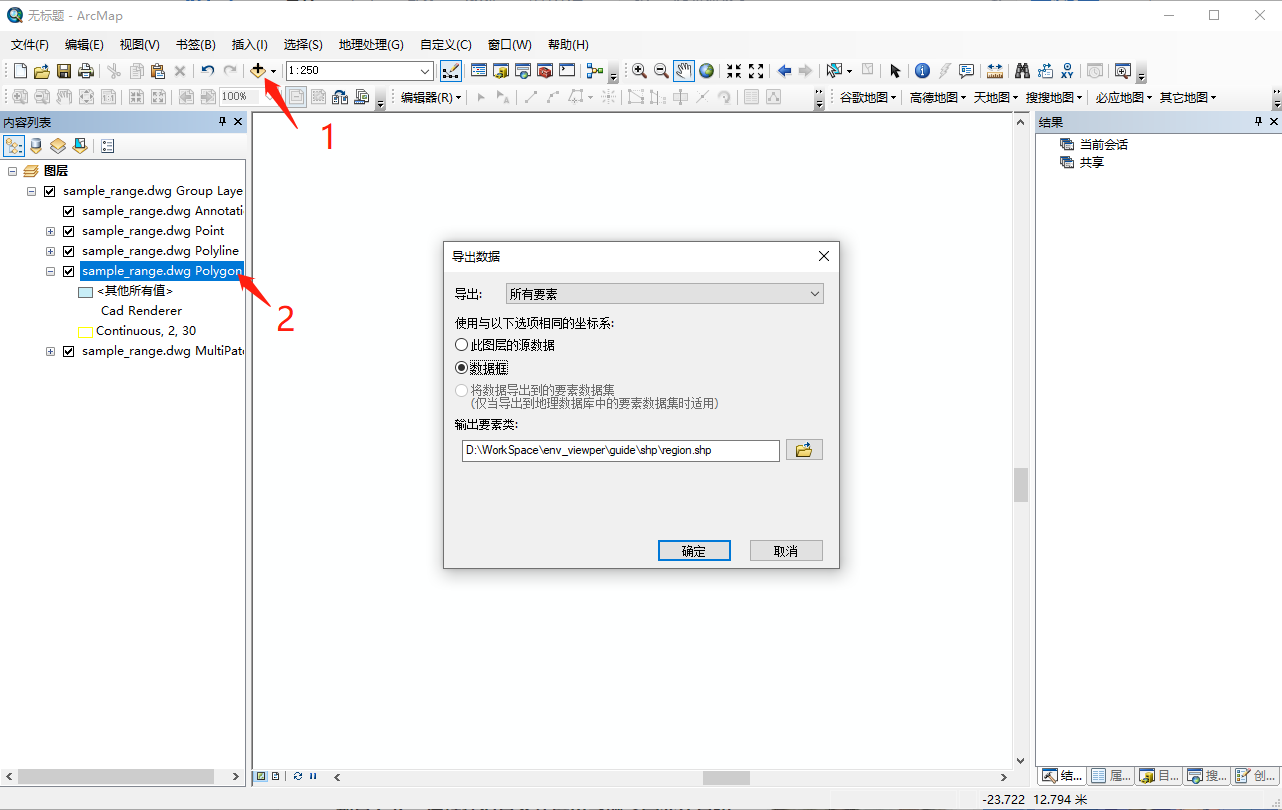 无标题 - ArcMap
文件(F) 编辑(E) 视图(V) 书签(B) 插入(I) 选择(S) 地理处理(G) 自定义(C) 窗口(W) 帮助(H)
1:250
100% 编辑器(R) 谷歌地图 高德地图 天地图 搜搜地图 必应地图 其它地图
1
内容列表
图层
sample_range.dwg Group Laye
sample_range.dwg Annotati
sample_range.dwg Point
sample_range.dwg Polyline
sample_range.dwg Polygon
<其他所有值>
Cad Renderer
Continuous, 2, 30
sample_range.dwg MultiPat
2
导出数据
导出: 所有要素
使用与以下选项相同的坐标系:
此图层的源数据
数据框
将数据导出到的要素数据集
(仅当导出到地理数据库中的要素数据集时适用)
输出要素类:
D:\WorkSpace\env_viewper\guide\shp\region.shp
确定 取消
结果
当前会话
共享
结... 属... 目... 搜... 创...
-23.722 12.794 米